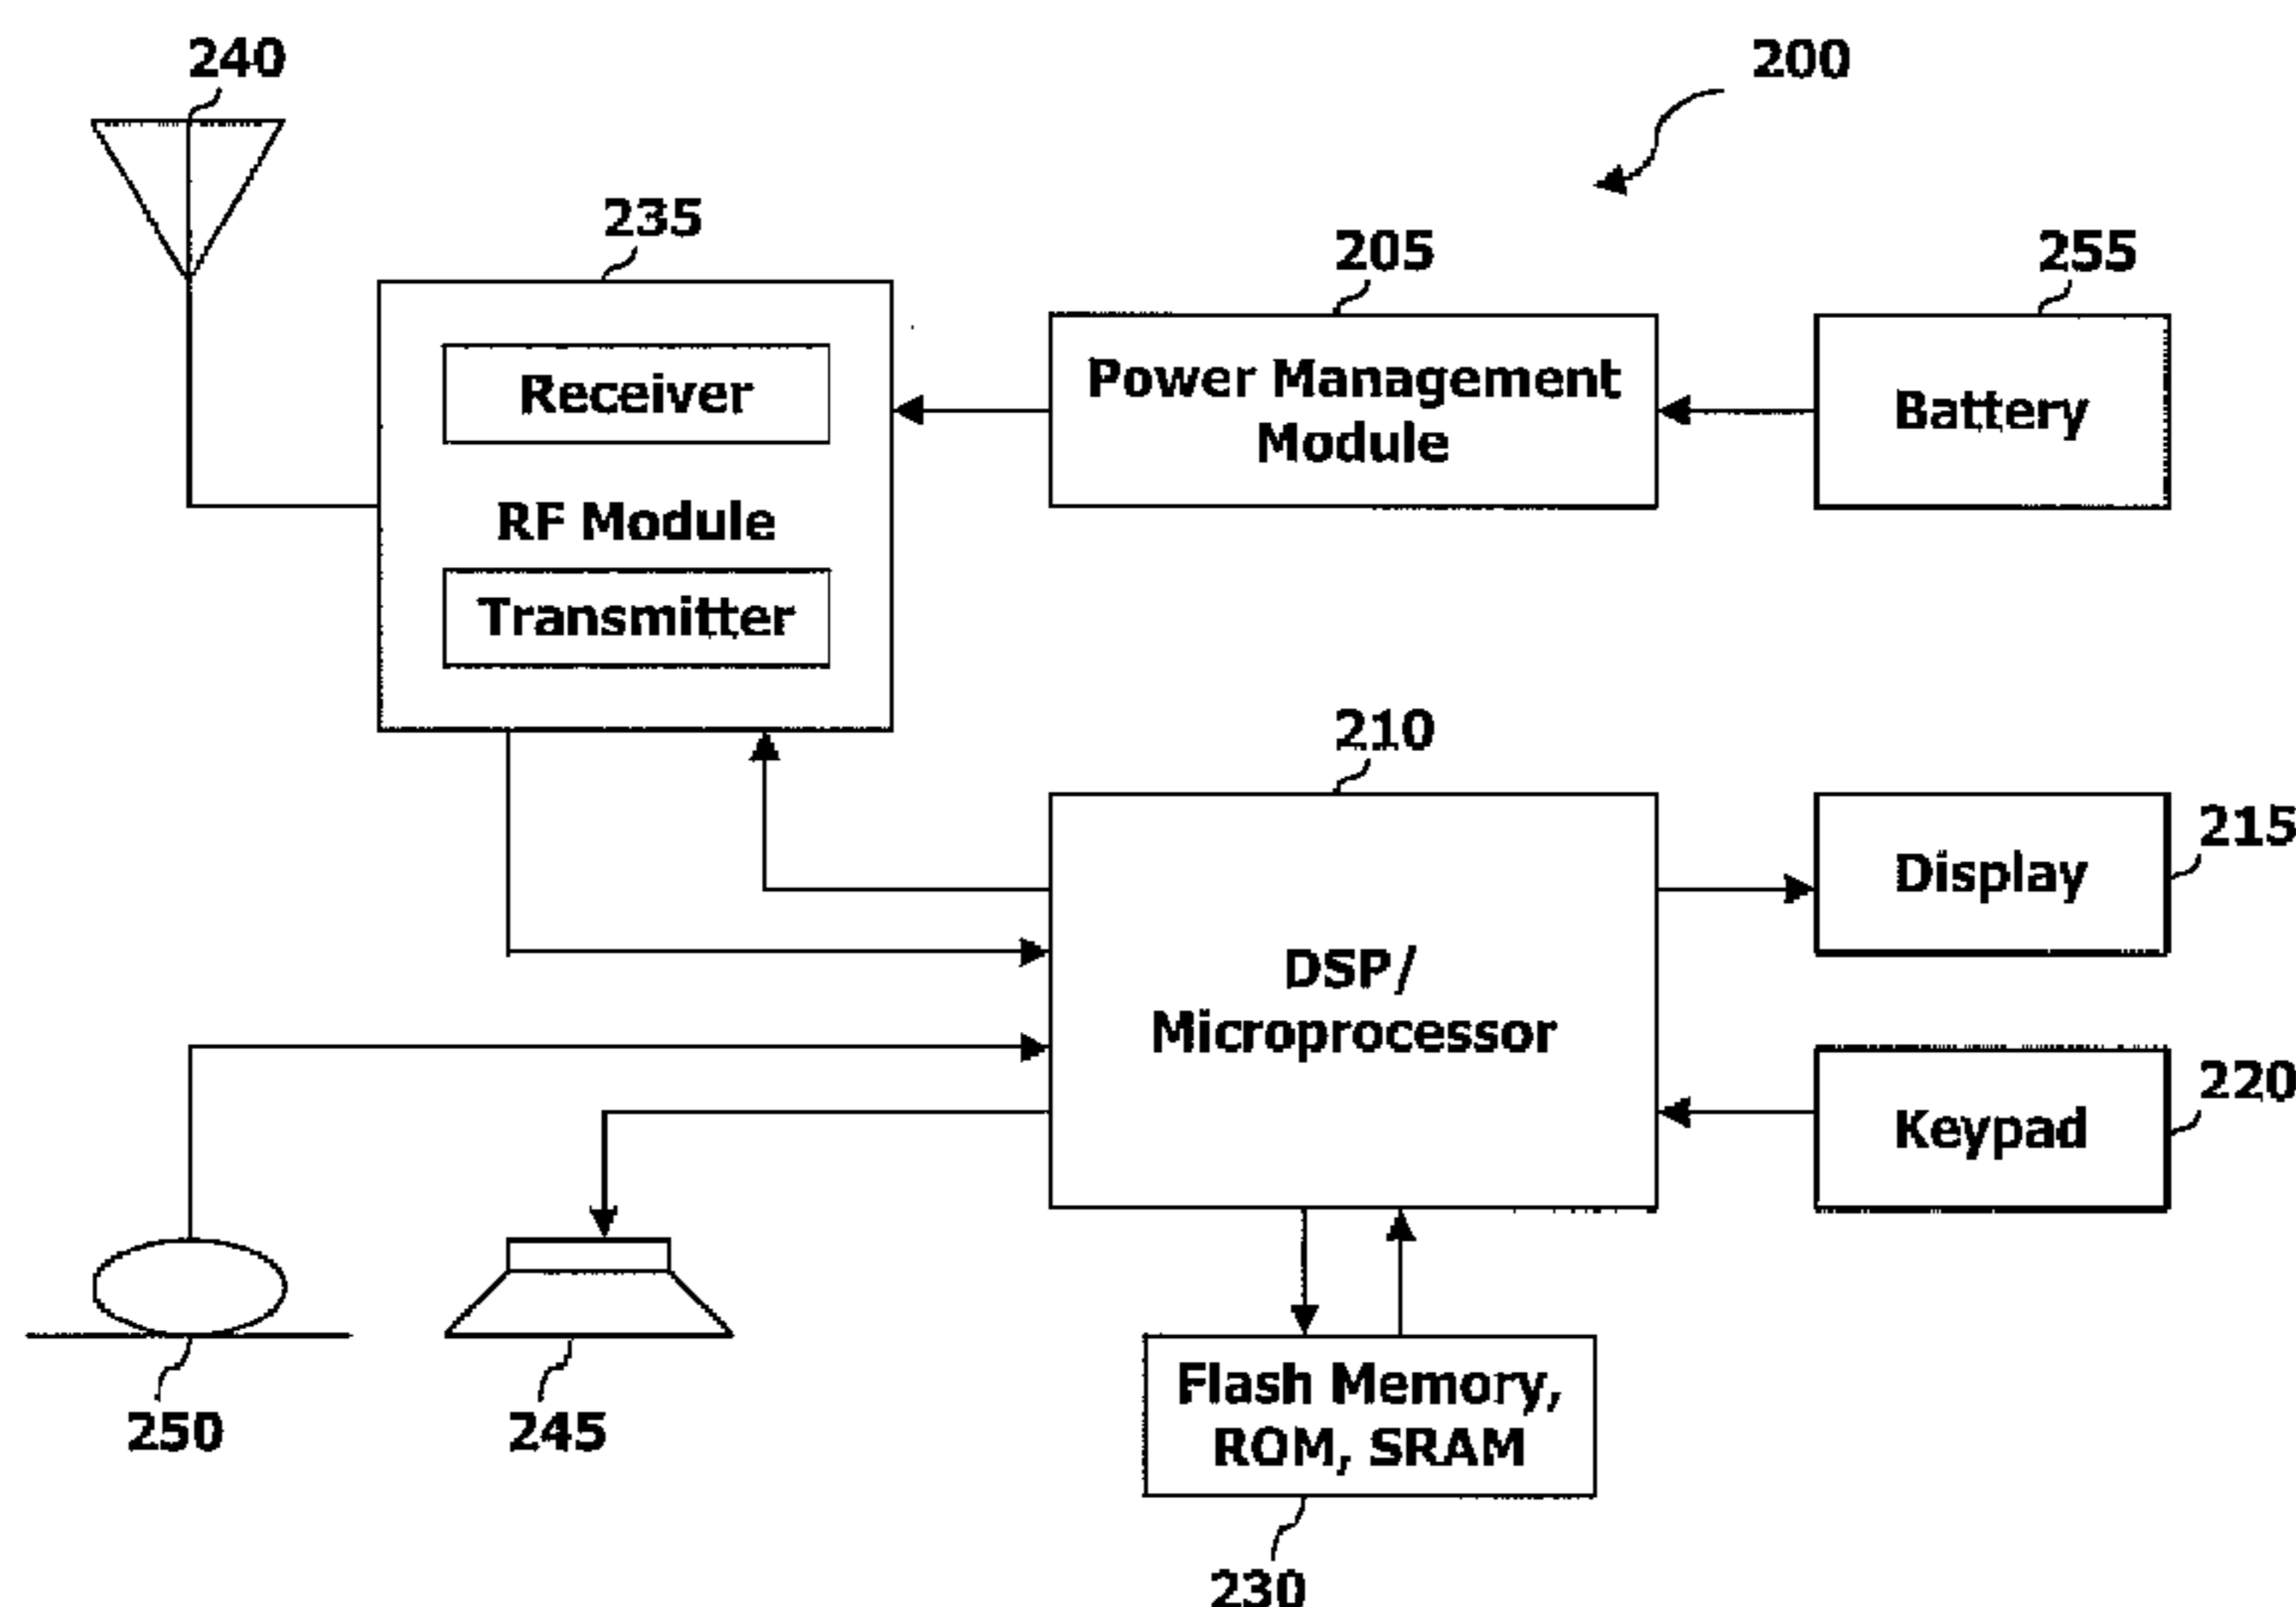 240
200
235
205
255
Receiver
Power Management
Module
Battery
RF Module
Transmitter
210
215
Display
DSP/
Microprocessor
220
Keypad
Flash Memory,
ROM, SRAM
250
245
230